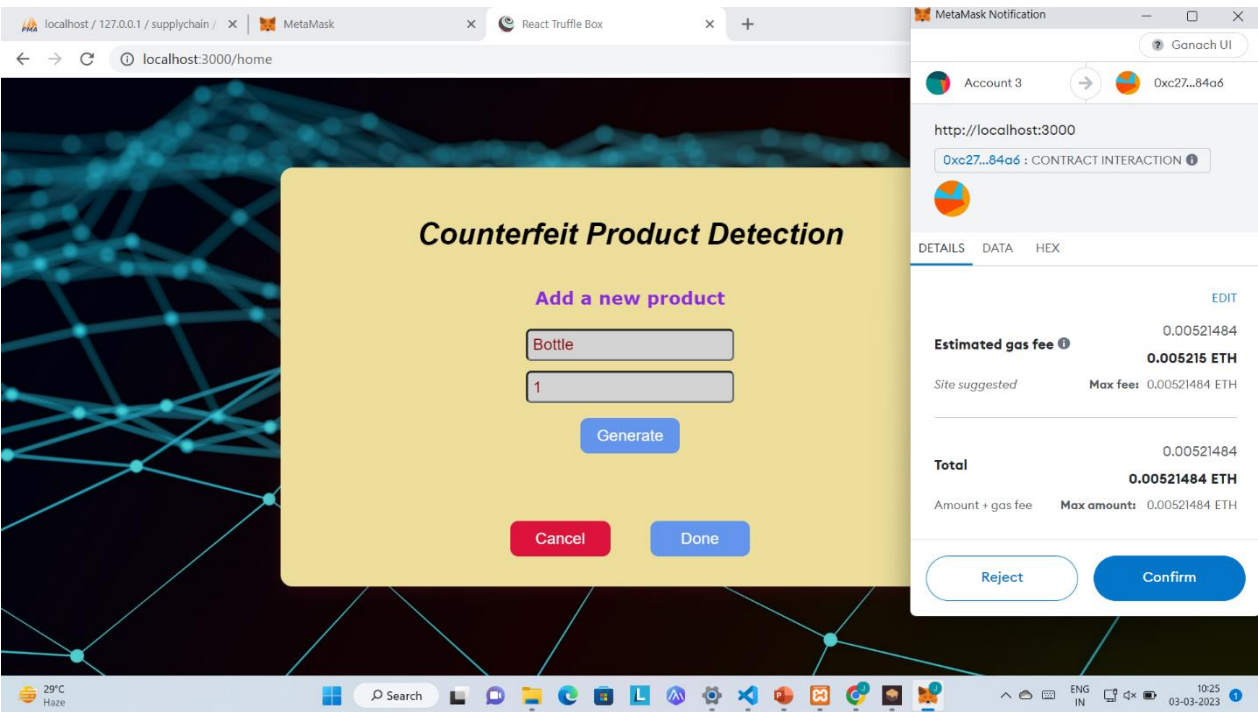 localhost / 127.0.0.1 / supplychain /
MetaMask
React Truffle Box
localhost:3000/home
Counterfeit Product Detection
Add a new product
Bottle
1
Generate
Cancel
Done
MetaMask Notification
Ganach UI
Account 3
0xc27...84a6
http://localhost:3000
0xc27...84a6 : CONTRACT INTERACTION
DETAILS DATA HEX
EDIT
0.00521484
Estimated gas fee
0.005215 ETH
Site suggested Max fee: 0.00521484 ETH
0.00521484
Total
0.00521484 ETH
Amount + gas fee Max amount: 0.00521484 ETH
Reject Confirm
29°C
Haze
Search
ENG
IN
10:25
03-03-2023
1